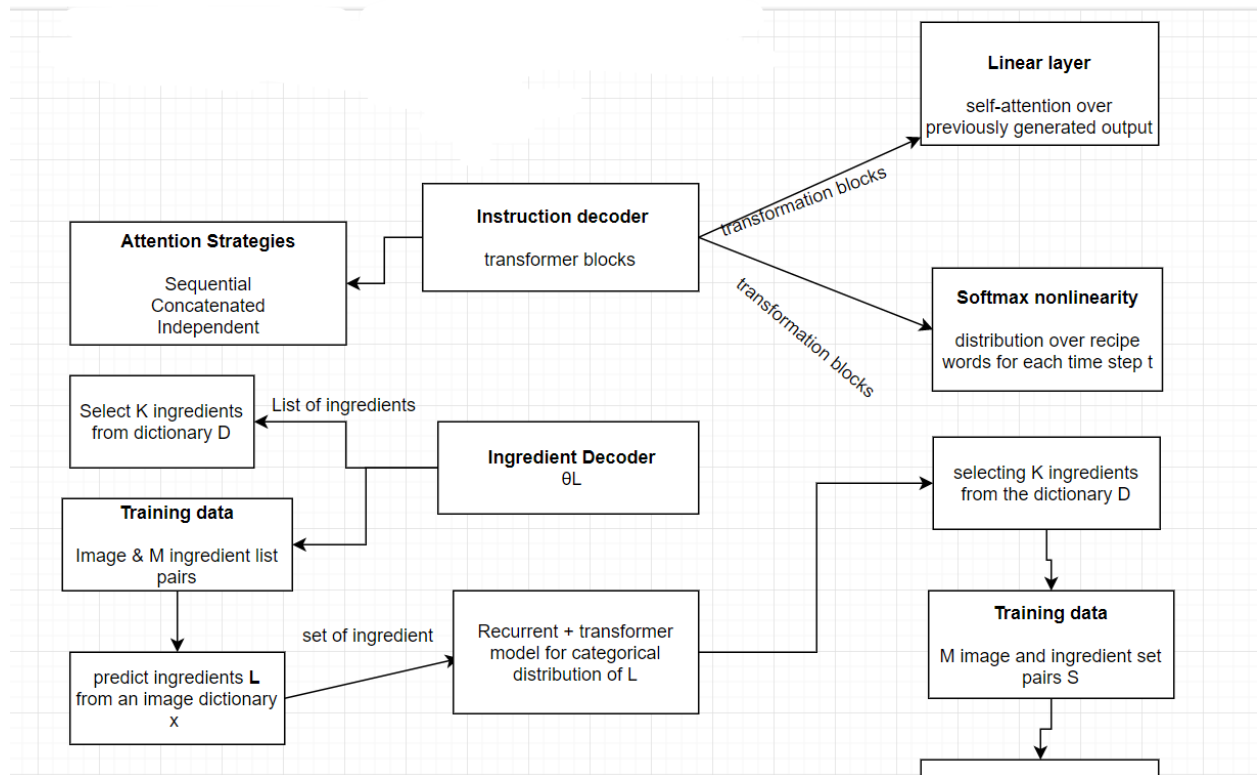 Linear layer
self-attention over
previously generated output
transformation blocks
Instruction decoder
transformer blocks
Attention Strategies
Sequential
Concatenated
Independent
transformation blocks
Softmax nonlinearity
distribution over recipe
words for each time step t
Select K ingredients
from dictionary D
List of ingredients
Ingredient Decoder
θL
selecting K ingredients
from the dictionary D
Training data
Image & M ingredient list
pairs
predict ingredients L
from an image dictionary
x
set of ingredient
Recurrent + transformer
model for categorical
distribution of L
Training data
M image and ingredient set
pairs S